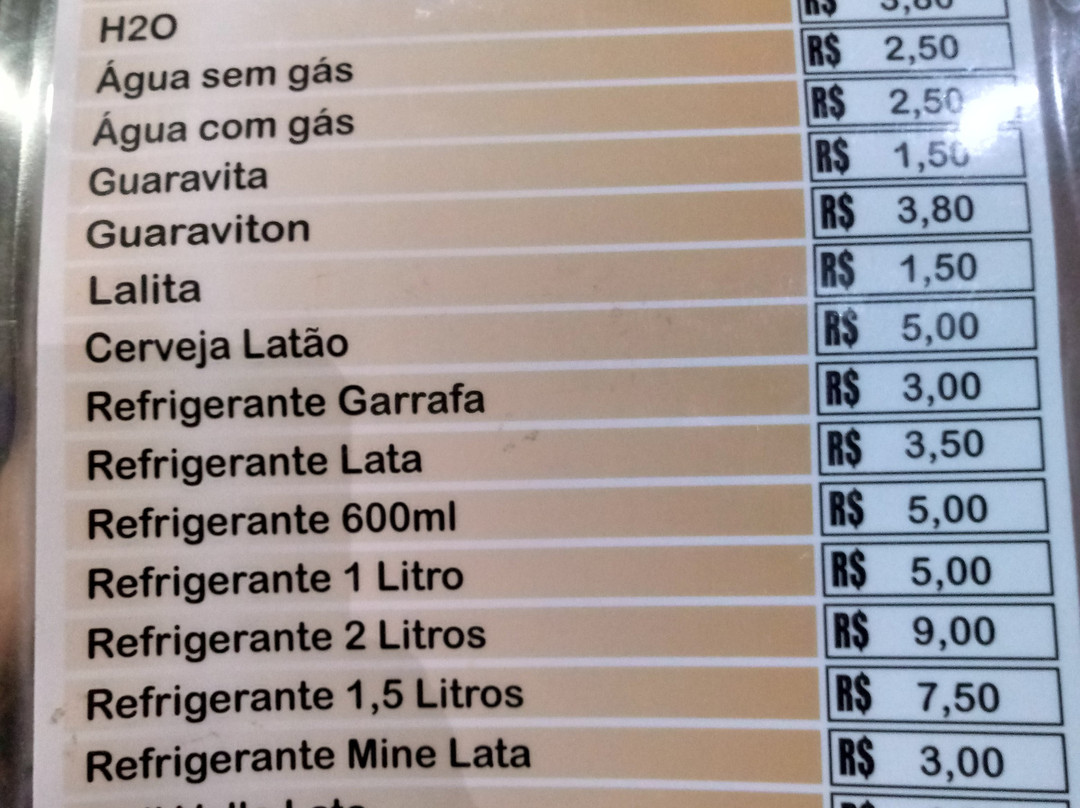 H2O R$
Água sem gás R$ 2,50
Água com gás R$ 2,50
Guaravita R$ 1,50
Guaraviton R$ 3,80
Lalita R$ 1,50
Cerveja Latão R$ 5,00
Refrigerante Garrafa R$ 3,00
Refrigerante Lata R$ 3,50
Refrigerante 600ml R$ 5,00
Refrigerante 1 Litro R$ 5,00
Refrigerante 2 Litros R$ 9,00
Refrigerante 1,5 Litros R$ 7,50
Refrigerante Mine Lata R$ 3,00